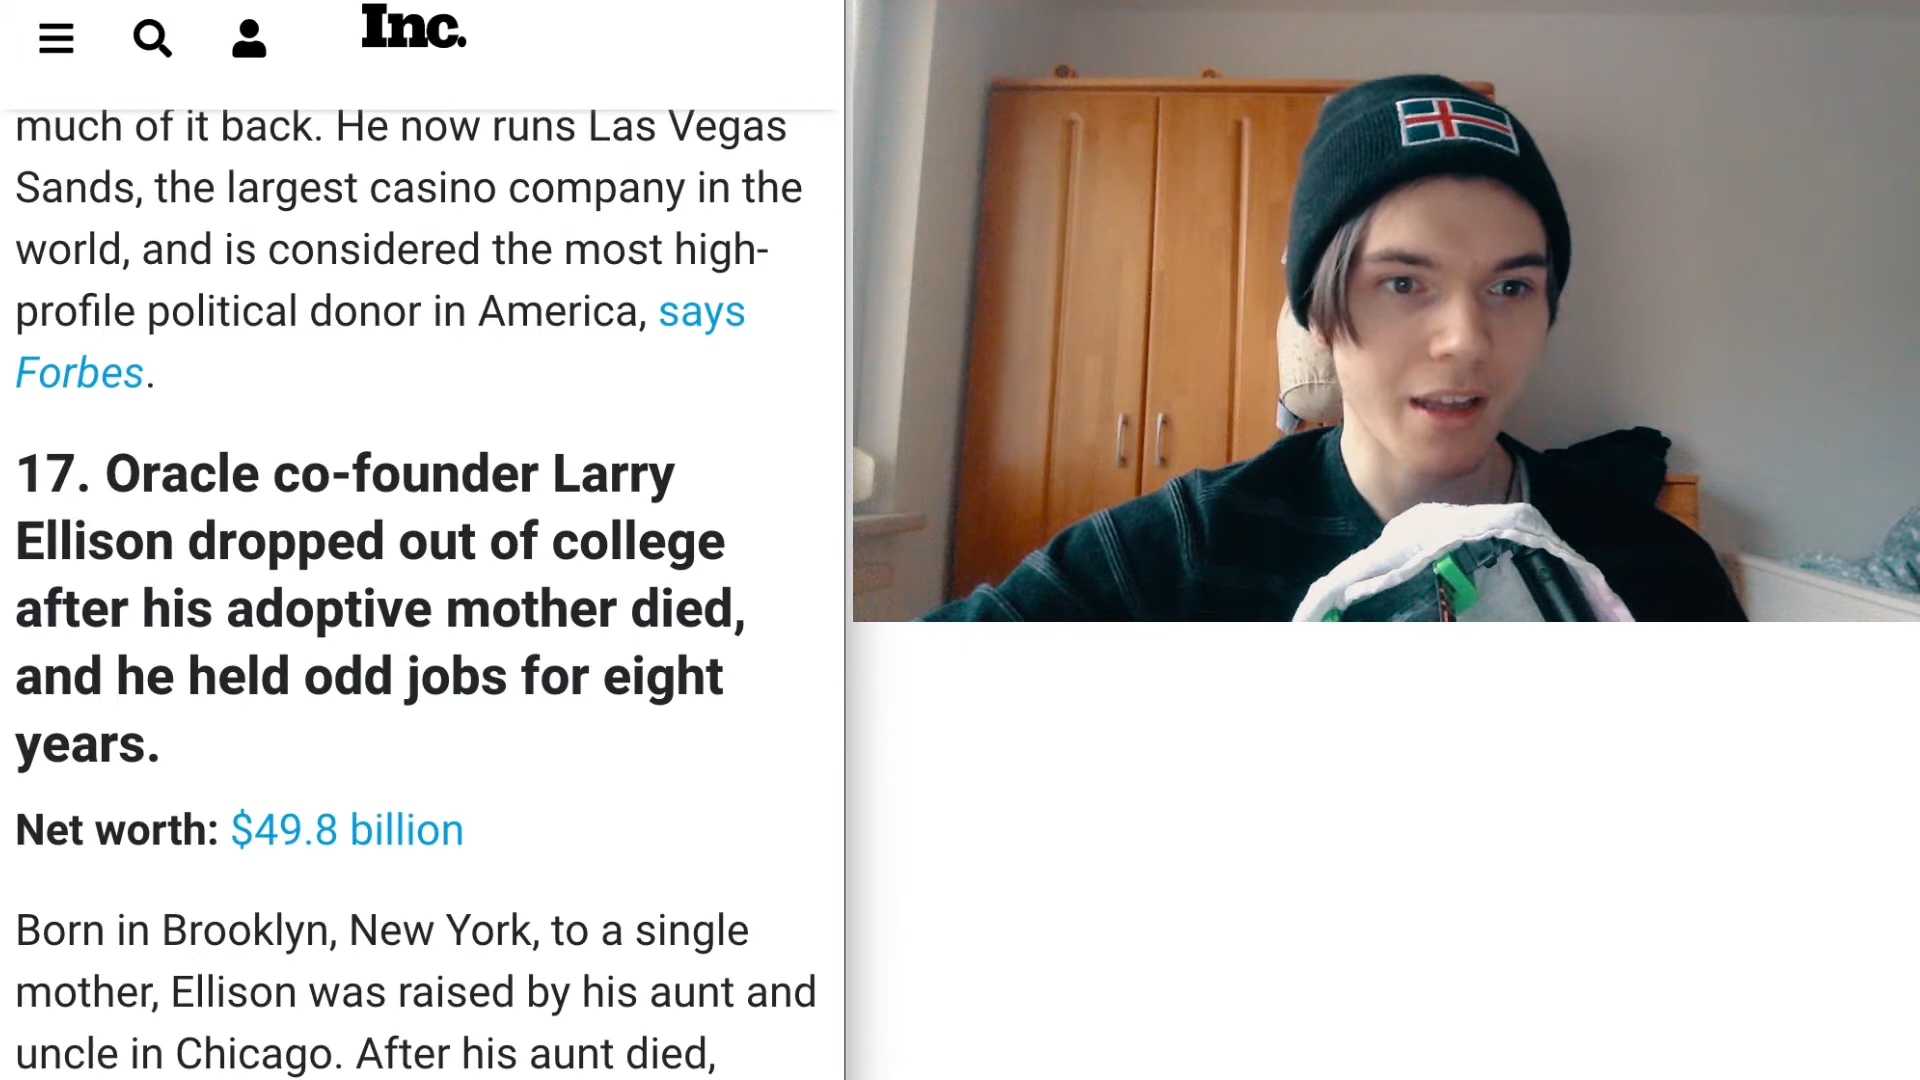 Inc.
much of it back. He now runs Las Vegas
Sands, the largest casino company in the
world, and is considered the most high-
profile political donor in America, says
Forbes.
17. Oracle co-founder Larry
Ellison dropped out of college
after his adoptive mother died,
and he held odd jobs for eight
years.
Net worth: $49.8 billion
Born in Brooklyn, New York, to a single
mother, Ellison was raised by his aunt and
uncle in Chicago. After his aunt died,